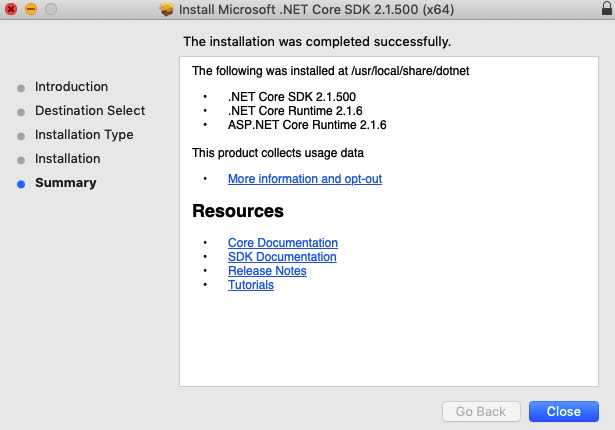 Install Microsoft .NET Core SDK 2.1.500 (x64)
The installation was completed successfully.
Introduction
Destination Select
Installation Type
Installation
Summary
The following was installed at /usr/local/share/dotnet
• .NET Core SDK 2.1.500
• .NET Core Runtime 2.1.6
• ASP.NET Core Runtime 2.1.6
This product collects usage data
• More information and opt-out
Resources
• Core Documentation
• SDK Documentation
• Release Notes
• Tutorials
Go Back
Close